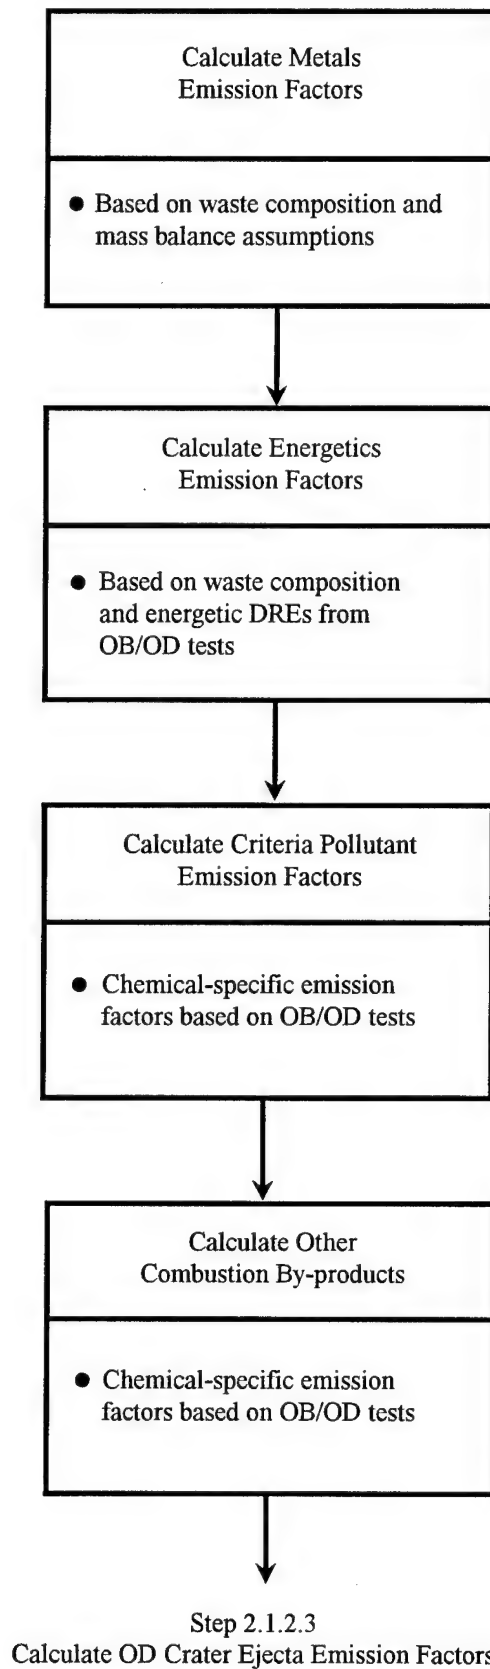 Calculate Metals
Emission Factors
● Based on waste composition and
mass balance assumptions
Calculate Energetics
Emission Factors
● Based on waste composition
and energetic DREs from
OB/OD tests
Calculate Criteria Pollutant
Emission Factors
● Chemical-specific emission
factors based on OB/OD tests
Calculate Other
Combustion By-products
● Chemical-specific emission
factors based on OB/OD tests
Step 2.1.2.3
Calculate OD Crater Ejecta Emission Factors